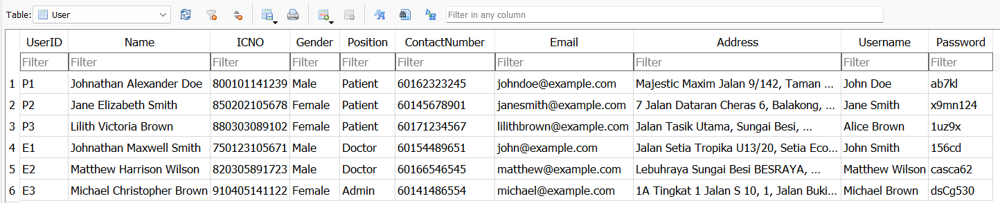 Table: User Filter in any column
UserID Name ICNO Gender Position ContactNumber Email Address Username Password
Filter Filter Filter Filter Filter Filter Filter Filter Filter Filter
1 P1 Johnathan Alexander Doe 800101141239 Male Patient 60162323245 johndoe@example.com Majestic Maxim Jalan 9/142, Taman ... John Doe ab7kl
2 P2 Jane Elizabeth Smith 850202105678 Female Patient 60145678901 janesmith@example.com 7 Jalan Dataran Cheras 6, Balakong, ... Jane Smith x9mn124
3 P3 Lilith Victoria Brown 880303089102 Female Patient 60171234567 lilithbrown@example.com Jalan Tasik Utama, Sungai Besi, ... Alice Brown 1uz9x
4 E1 Johnathan Maxwell Smith 750123105671 Male Doctor 60154489651 john@example.com Jalan Setia Tropika U13/20, Setia Eco... John Smith 156cd
5 E2 Matthew Harrison Wilson 820305891723 Male Doctor 60166546545 matthew@example.com Lebuhraya Sungai Besi BESRAYA, ... Matthew Wilson casca62
6 E3 Michael Christopher Brown 910405141122 Female Admin 60141486554 michael@example.com 1A Tingkat 1 Jalan S 10, 1, Jalan Buki... Michael Brown dsCg530